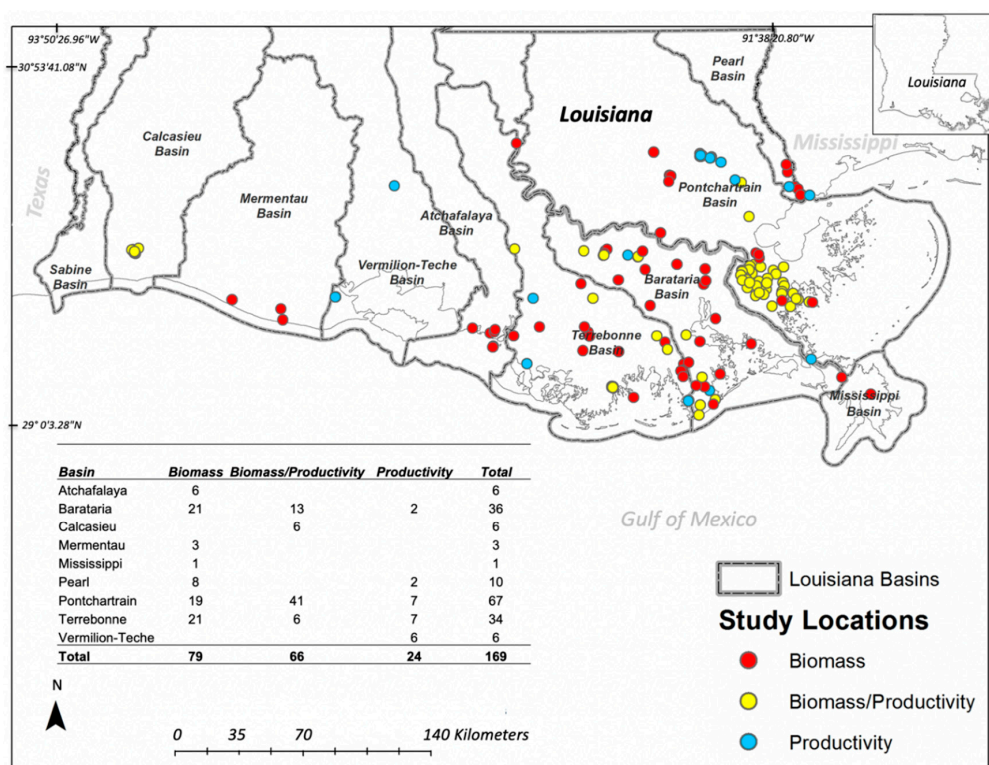 93°50'26.96"W
91°38'20.80"W
30°53'41.08"N
Pearl
Basin
Louisiana
Louisiana
Mississippi
Calcasieu
Basin
Texas
Mermentau
Basin
Atchafalaya
Basin
Pontchartrain
Basin
Sabine
Basin
Vermilion-Teche
Basin
Barataria
Basin
Terrebonne
Basin
Mississippi
Basin
29° 0'3.28"N
Basin Biomass Biomass/Productivity Productivity Total
Atchafalaya 6 6
Barataria 21 13 2 36
Calcasieu 6 6
Mermentau 3 3
Mississippi 1 1
Pearl 8 2 10
Pontchartrain 19 41 7 67
Terrebonne 21 6 7 34
Vermilion-Teche 6 6
Total 79 66 24 169
Gulf of Mexico
Louisiana Basins
Study Locations
Biomass
Biomass/Productivity
Productivity
N
0 35 70 140 Kilometers